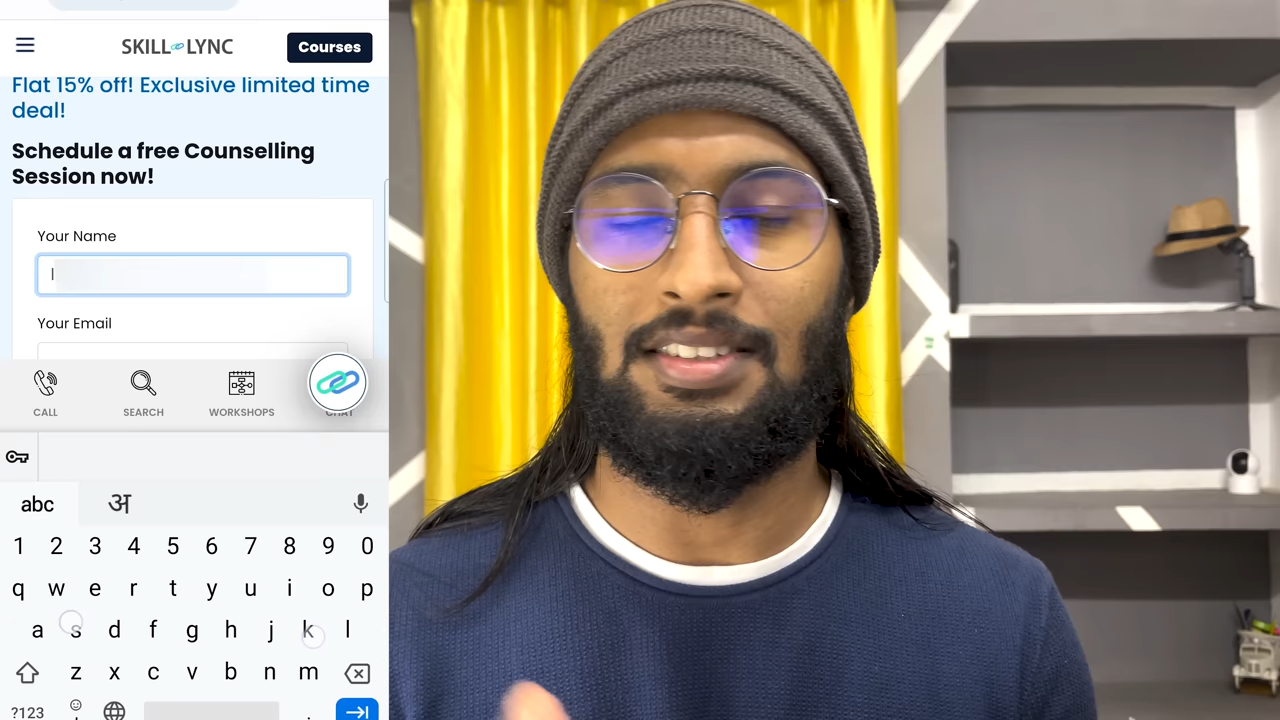 SKILL LYNC
Courses
Flat 15% off! Exclusive limited time
deal!
Schedule a free Counselling
Session now!
Your Name
Your Email
CALL
SEARCH
WORKSHOPS
CHAT
abc
अ
1 2 3 4 5 6 7 8 9 0
q w e r t y u i o p
a s d f g h j k l
z x c v b n m
?123